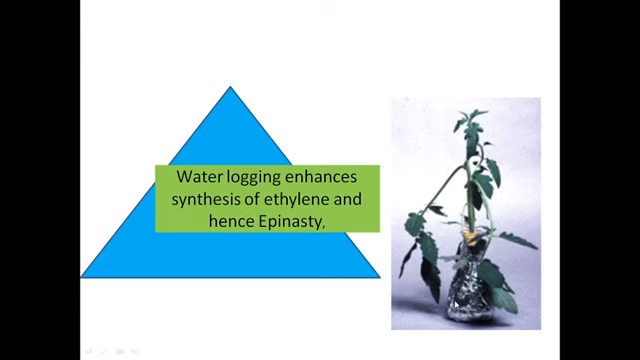 Water logging enhances
synthesis of ethylene and
hence Epinasty,